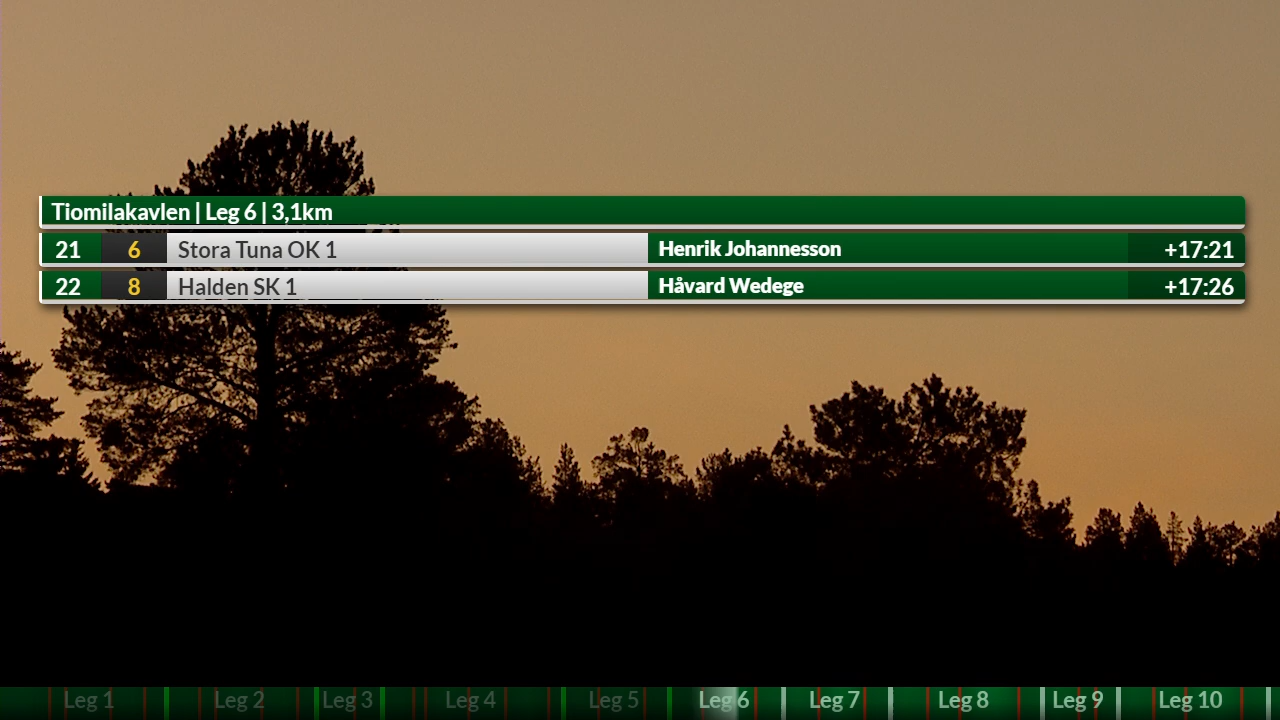 Tiomilakavlen | Leg 6 | 3,1km
21 6 Stora Tuna OK 1 Henrik Johannesson +17:21
22 8 Halden SK 1 Håvard Wedege +17:26
Leg 1 Leg 2 Leg 3 Leg 4 Leg 5 Leg 6 Leg 7 Leg 8 Leg 9 Leg 10